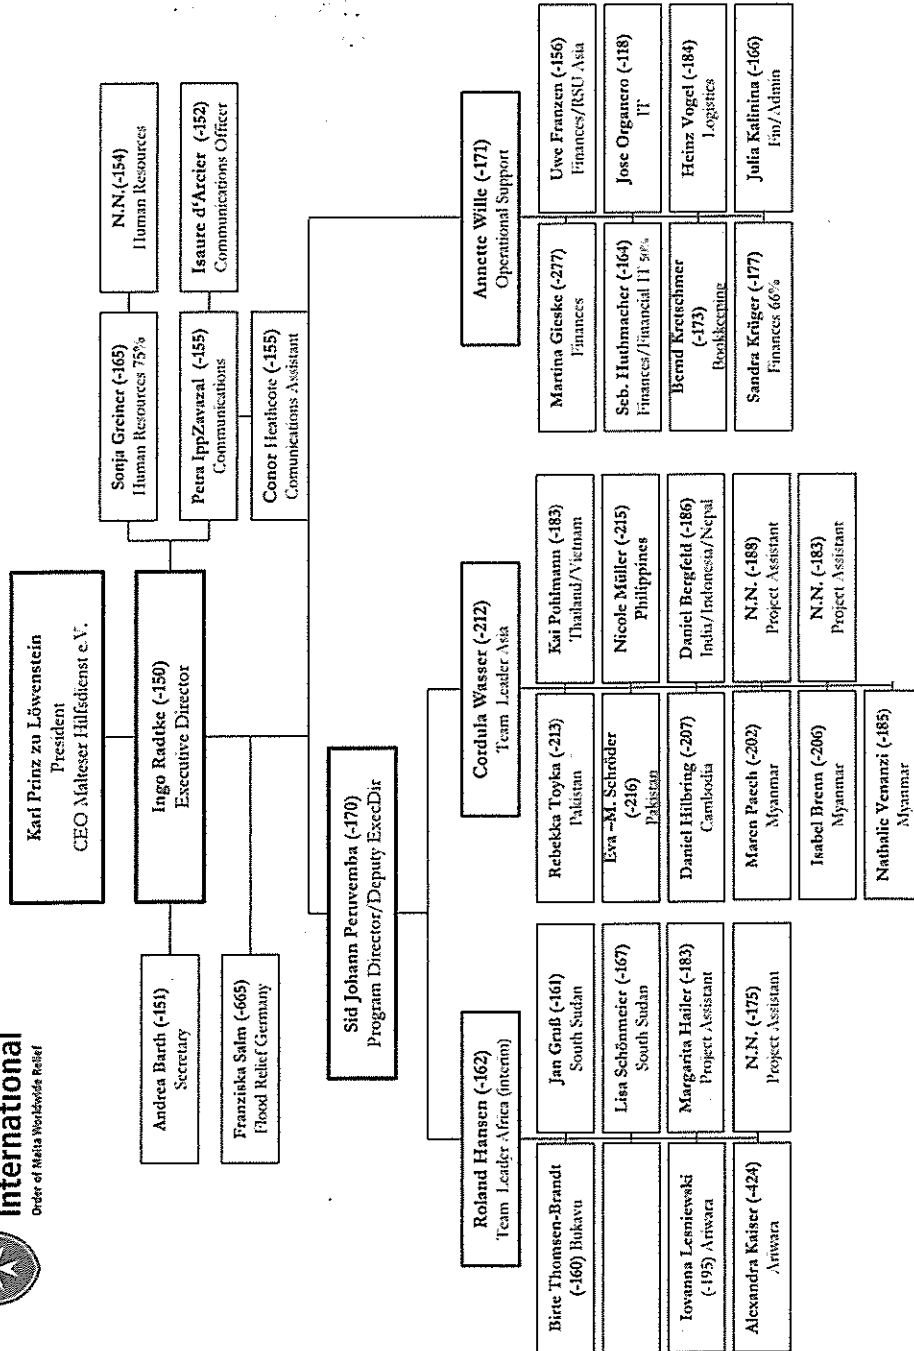 International
Order of Malta Worldwide Relief
Karl Prinz zu Löwenstein
President
CEO Malteser Hilfsdienst e.V.
Ingo Radtke (-150)
Executive Director
Andrea Barth (-151)
Secretary
Franziska Salm (-665)
Flood Relief Germany
Sonja Greiner (-165)
Human Resources 75%
N.N.(-154)
Human Resources
Petra IppZavazal (-155)
Communications
Isaure d'Arcier (-152)
Communications Officer
Conor Heathcote (-155)
Comunications Assistant
Sid Johann Peruvemba (-170)
Program Director/Deputy ExecDir
Roland Hansen (-162)
Team Leader Africa (interim)
Birte Thomsen-Brandt
(-160) Bukavu
Jan Gruß (-161)
South Sudan
Lisa Schönmeier (-167)
South Sudan
Iovanna Lesniewski
(-195) Ariwara
Margarita Hailer (-183)
Project Assistant
Alexandra Kaiser (-424)
Ariwara
N.N. (-175)
Project Assistant
Cordula Wasser (-212)
Team Leader Asia
Rebekka Toyka (-213)
Pakistan
Kai Pohlmann (-183)
Thailand/Vietnam
Eva –M. Schröder
(-216)
Pakistan
Nicole Müller (-215)
Philippines
Daniel Hilbring (-207)
Cambodia
Daniel Bergfeld (-186)
India/Indonesia/Nepal
Maren Paech (-202)
Myanmar
N.N. (-188)
Project Assistant
Isabel Brenn (-206)
Myanmar
N.N. (-183)
Project Assistant
Nathalie Venanzi (-185)
Myanmar
Annette Wille (-171)
Operational Support
Martina Gieske (-277)
Finances
Uwe Franzen (-156)
Finances/RSU Asia
Seb. Huthmacher (-164)
Finances/Financial IT 50%
Jose Organero (-118)
IT
Bernd Kretschmer
(-173)
Bookkeeping
Heinz Vogel (-184)
Logistics
Sandra Krüger (-177)
Finances 66%
Julia Kalinina (-166)
Fin/Admin